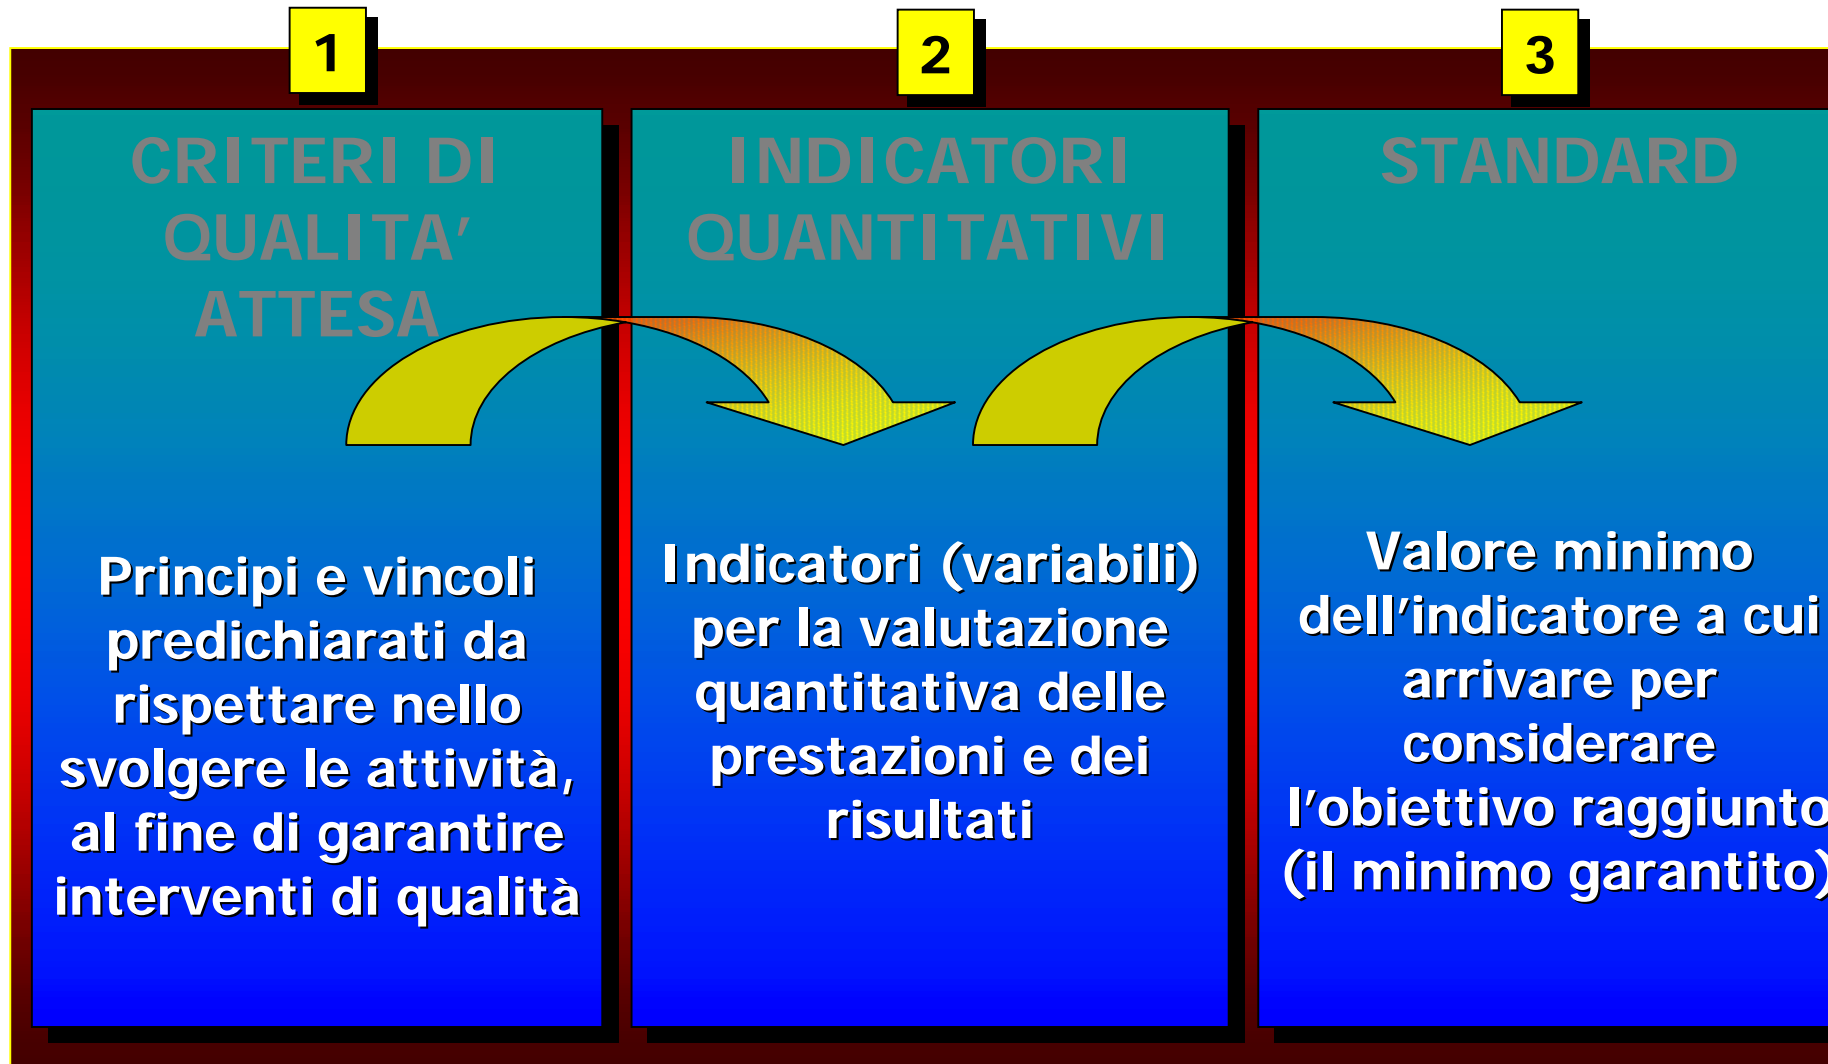 1
CRITERI DI
QUALITA’
ATTESA
Principi e vincoli
predichiarati da
rispettare nello
svolgere le attività,
al fine di garantire
interventi di qualità
2
INDICATORI
QUANTITATIVI
Indicatori (variabili)
per la valutazione
quantitativa delle
prestazioni e dei
risultati
3
STANDARD
Valore minimo
dell’indicatore a cui
arrivare per
considerare
l’obiettivo raggiunto
(il minimo garantito)